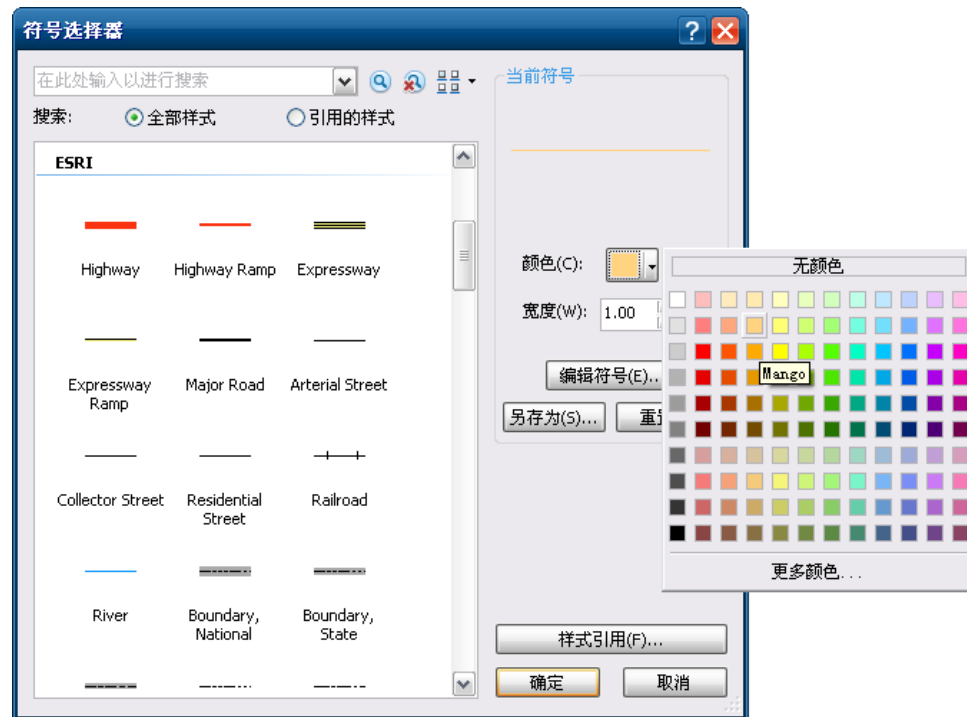 符号选择器
在此处输入以进行搜索
搜索:
全部样式
引用的样式
ESRI
Highway
Highway Ramp
Expressway
Expressway
Ramp
Major Road
Arterial Street
Collector Street
Residential
Street
Railroad
River
Boundary,
National
Boundary,
State
当前符号
颜色(C):
宽度(W):
1.00
编辑符号(E)..
另存为(S)...
无颜色
Mango
更多颜色...
样式引用(F)...
确定
取消